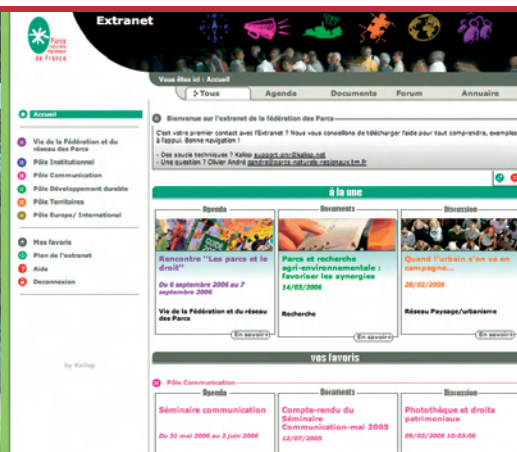 Extranet
Parcs
naturels
régionaux
de France
Vous êtes ici : Accueil
Tous
Agenda
Documents
Forum
Annuaire
Accueil
Vie de la Fédération et du
réseau des Parcs
Pôle Institutionnel
Pôle Communication
Pôle Développement durable
Pôle Territoires
Pôle Europe/ International
Mes favoris
Plan de l'extranet
Aide
Deconnexion
by Kaliop
Bienvenue sur l'extranet de la fédération des Parcs
C'est votre premier contact avec l'Extranet ? Nous vous conseillons de télécharger l'aide pour tout comprendre, exemples
à l'appui. Bonne navigation !
- Des soucis techniques ? Kaliop support-pnr@kaliop.net
- Une question ? Olivier André
à la une
Agenda
Rencontre "Les parcs et le
droit"
Du 6 septembre 2006 au 7
septembre 2006
Vie de la Fédération et du réseau
des Parcs
En savoir+
Documents
Parcs et recherche
agri-environnementale :
favoriser les synergies
14/03/2006
Recherche
En savoir+
Discussion
Quand l'urbain s'en va en
campagne...
28/02/2006
Réseau Paysage/urbanisme
En savoir+
vos favoris
Pôle Communication
Agenda
Séminaire communication
Du 31 mai 2006 au 2 juin 2006
Documents
Compte-rendu du
Séminaire
Communication-mai 2005
12/07/2005
Discussion
Photothèque et droits
patrimoniaux
09/03/2006 10:03:06